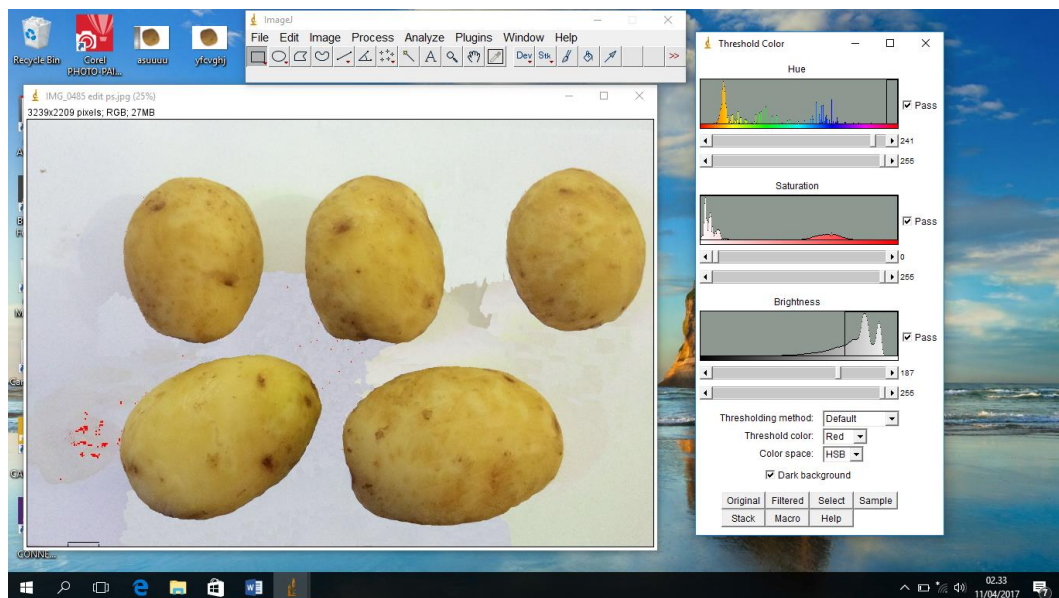 Recycle Bin
Corel
PHOTO-PAI...
asuuuu
yfcvghj
ImageJ
File Edit Image Process Analyze Plugins Window Help
A Dev Stk >>
IMG_0485 edit ps.jpg (25%)
3239x2209 pixels; RGB; 27MB
CONNE...
Threshold Color
Hue
Pass
241
255
Saturation
Pass
0
255
Brightness
Pass
187
255
Thresholding method: Default
Threshold color: Red
Color space: HSB
Dark background
Original Filtered Select Sample
Stack Macro Help
02.33
11/04/2017
7